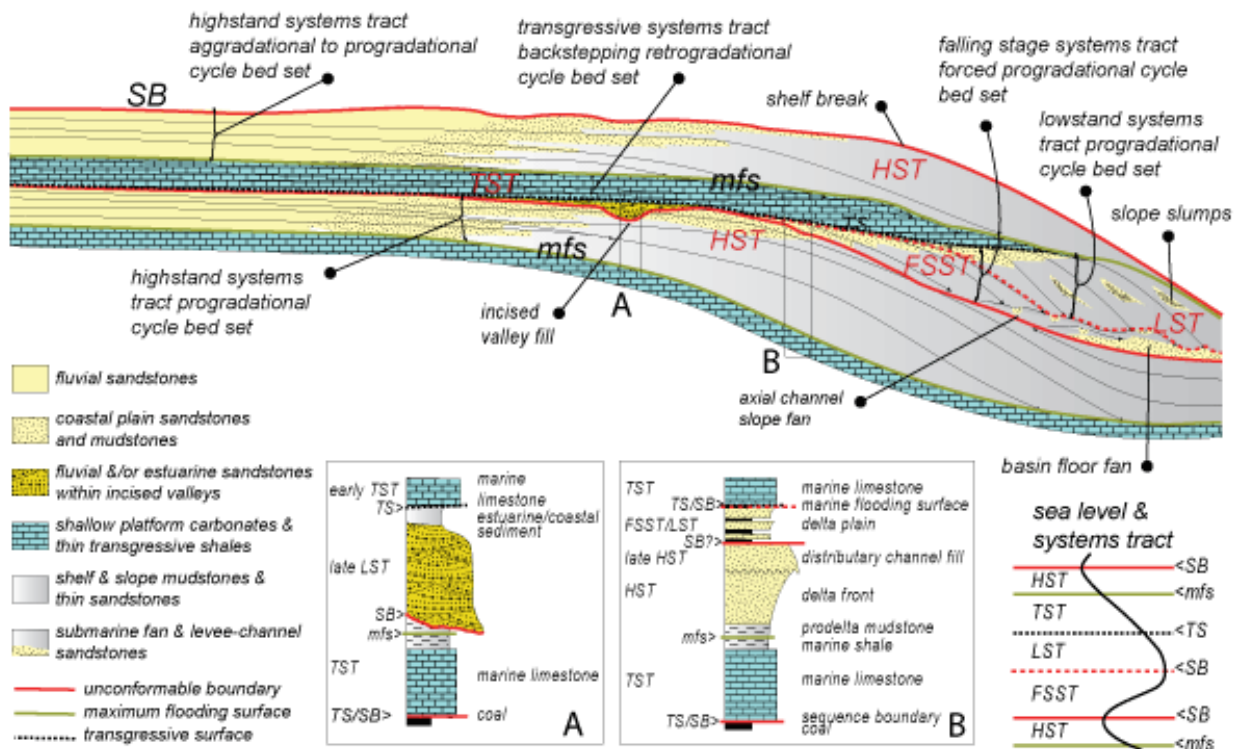 highstand systems tract
aggradational to progradational
cycle bed set
transgressive systems tract
backstepping retrogradational
cycle bed set
falling stage systems tract
forced progradational cycle
bed set
SB
shelf break
lowstand systems
tract progradational
cycle bed set
HST
slope slumps
TST
mfs
TS
mfs
HST
FSST
LST
highstand systems
tract progradational
cycle bed set
incised
valley fill
A
B
axial channel
slope fan
basin floor fan
fluvial sandstones
coastal plain sandstones
and mudstones
fluvial &/or estuarine sandstones
within incised valleys
shallow platform carbonates &
thin transgressive shales
shelf & slope mudstones &
thin sandstones
submarine fan & levee-channel
sandstones
unconformable boundary
maximum flooding surface
transgressive surface
early TST
marine
limestone
TS>
estuarine/coastal
sediment
late LST
SB>
mfs>
TST
marine limestone
TS/SB>
coal
A
TST
marine limestone
TS/SB>
marine flooding surface
FSST/LST
delta plain
SB?>
late HST
distributary channel fill
HST
delta front
mfs>
prodelta mudstone
marine shale
TST
marine limestone
TS/SB>
sequence boundary
coal
B
sea level &
systems tract
<SB
HST
<mfs
TST
<TS
LST
<SB
FSST
<SB
HST
<mfs